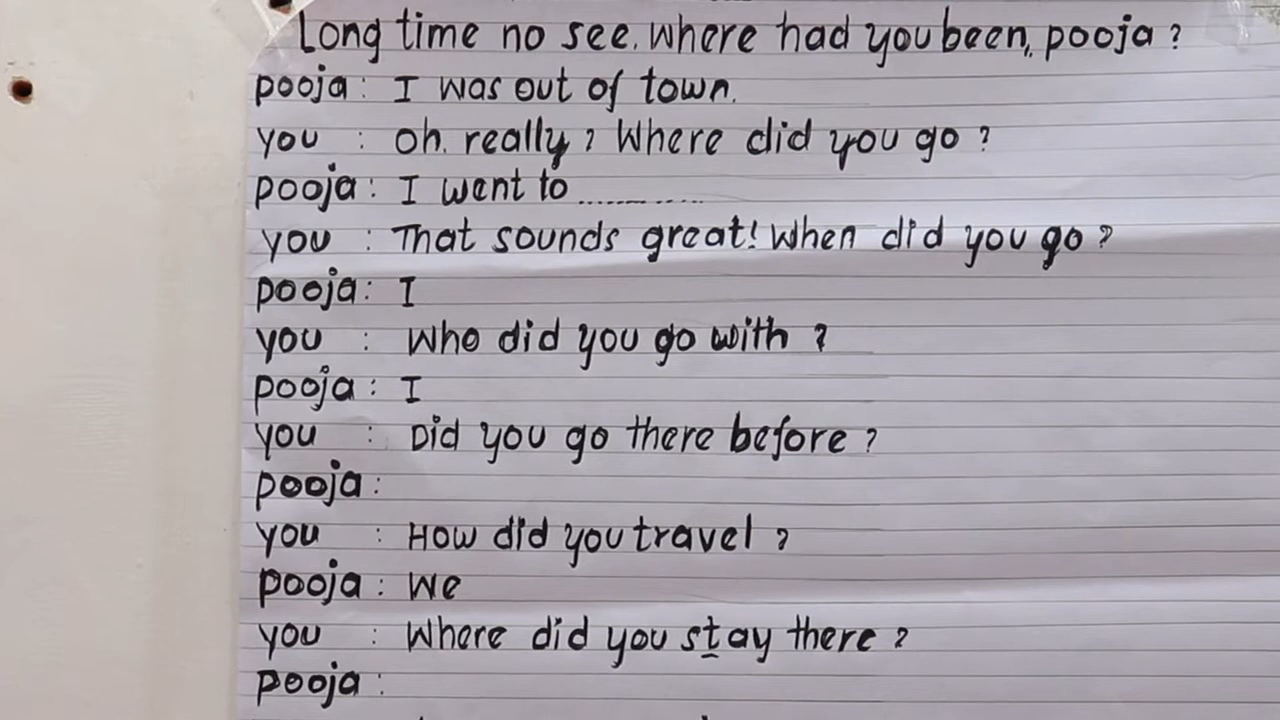 Long time no see. Where had you been, pooja ?
pooja : I was out of town.
you : Oh. really ? Where did you go ?
pooja : I went to ............
you : That sounds great! When did you go ?
pooja : I
you : Who did you go with ?
pooja : I
you : Did you go there before ?
pooja :
you : How did you travel ?
pooja : We
you : Where did you stay there ?
pooja :